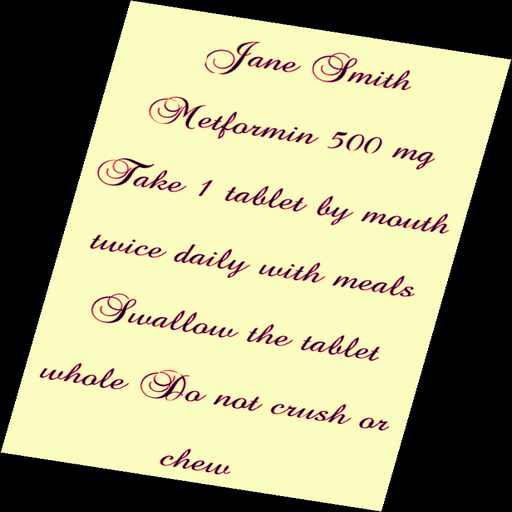 Jane Smith
Metformin 500 mg
Take 1 tablet by mouth
twice daily with meals
Swallow the tablet
whole Do not crush or
chew